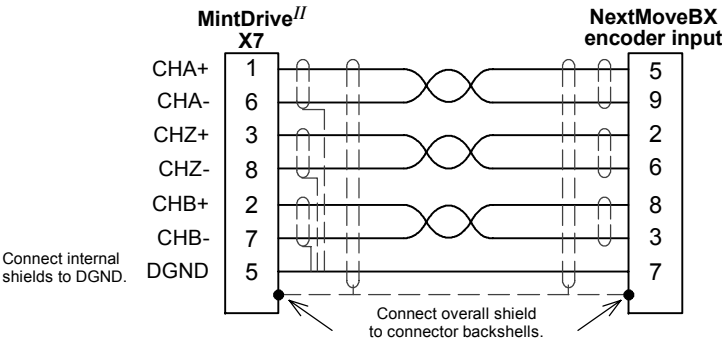 MintDrive II
X7
NextMoveBX
encoder input
CHA+ 1 5
CHA- 6 9
CHZ+ 3 2
CHZ- 8 6
CHB+ 2 8
CHB- 7 3
DGND 5 7
Connect internal
shields to DGND.
Connect overall shield
to connector backshells.